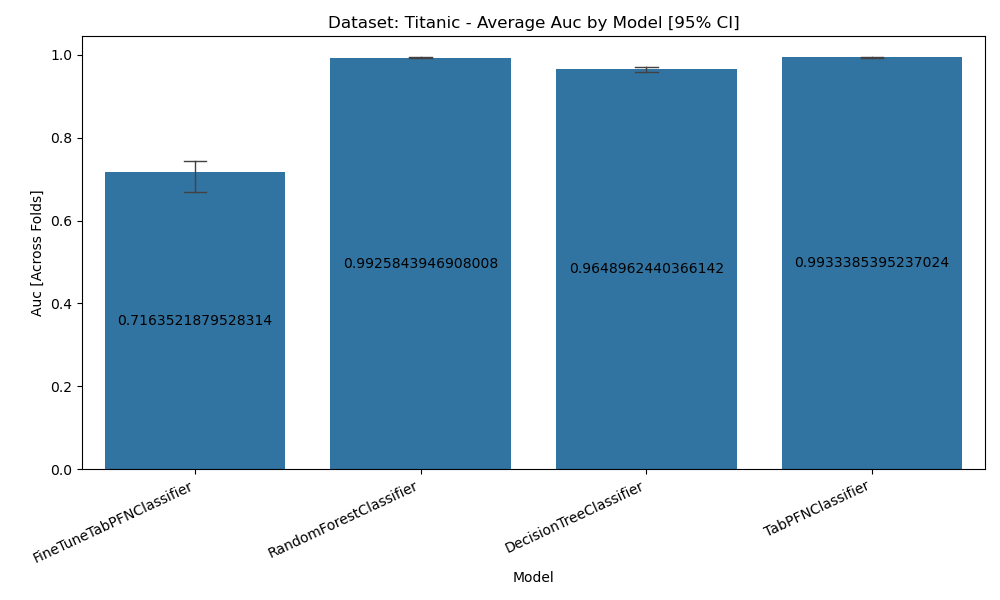 Dataset: Titanic - Average Auc by Model [95% CI]
Auc [Across Folds]
1.0
0.8
0.6
0.4
0.2
0.0
0.7163521879528314
0.9925843946908008
0.9648962440366142
0.9933385395237024
FineTuneTabPFNClassifier
RandomForestClassifier
DecisionTreeClassifier
TabPFNClassifier
Model